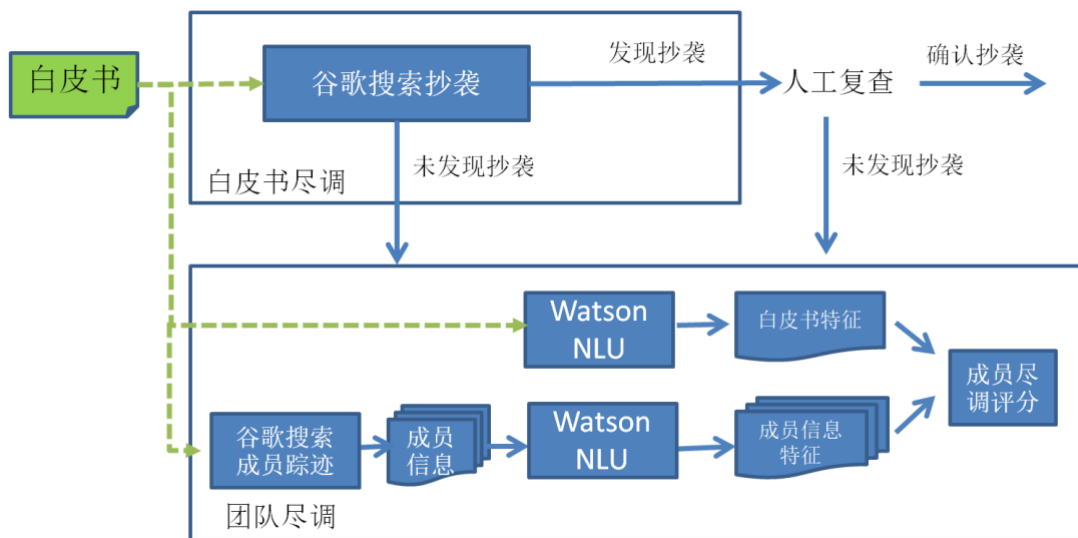 白皮书
谷歌搜索抄袭
发现抄袭
人工复查
确认抄袭
未发现抄袭
未发现抄袭
白皮书尽调
Watson
NLU
白皮书特征
成员尽
调评分
谷歌搜索
成员踪迹
成员
信息
Watson
NLU
成员信息
特征
团队尽调